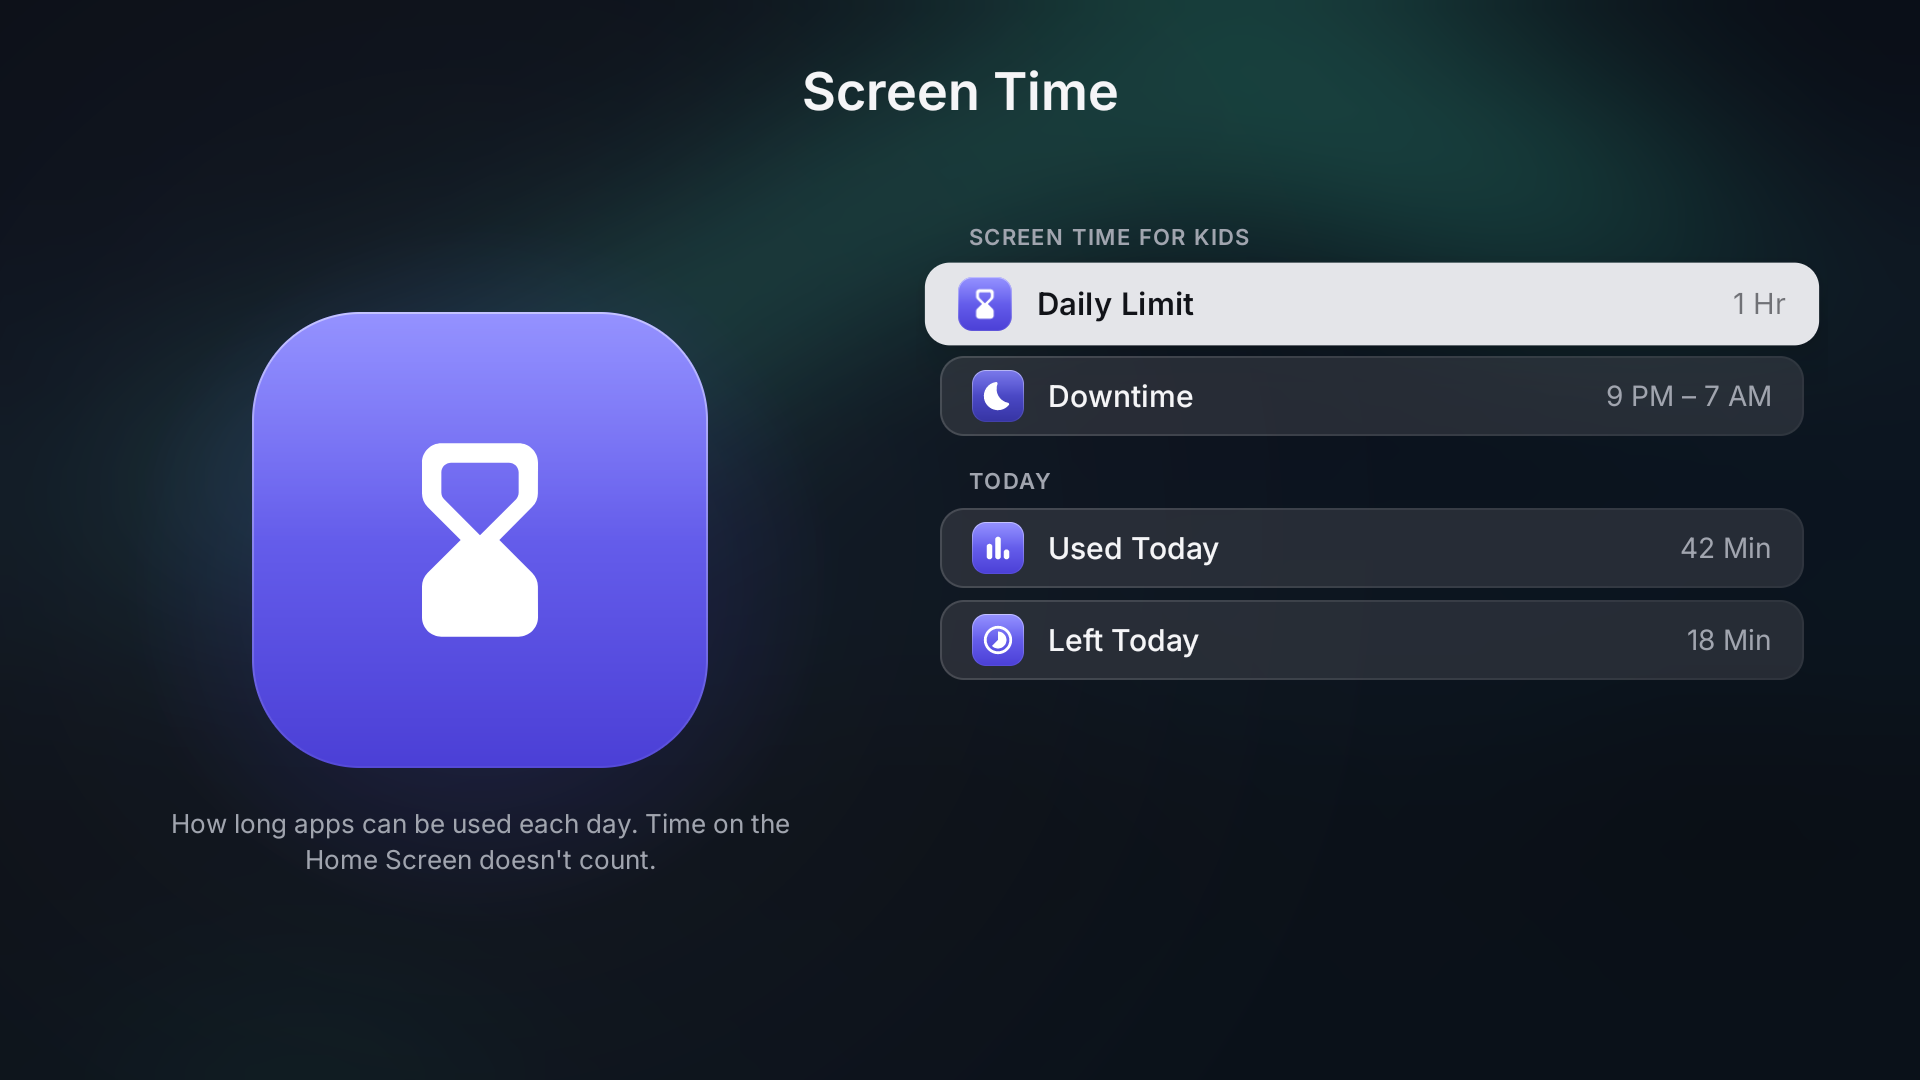 Screen Time
SCREEN TIME FOR KIDS
Daily Limit 1 Hr
Downtime 9 PM – 7 AM
TODAY
Used Today 42 Min
Left Today 18 Min
How long apps can be used each day. Time on the
Home Screen doesn't count.